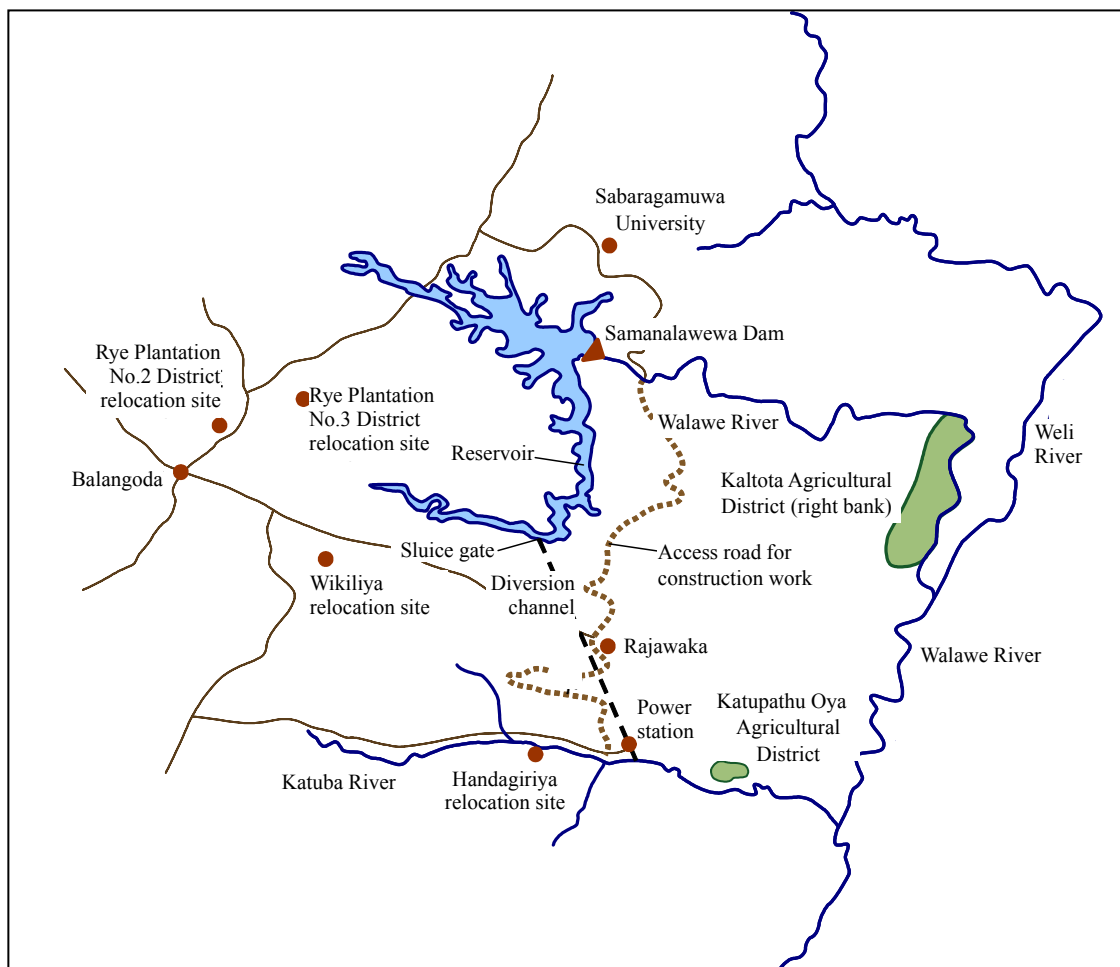 Sabaragamuwa
University
Samanalawewa Dam
Rye Plantation
No.2 District
relocation site
Rye Plantation
No.3 District
relocation site
Walawe River
Weli
River
Reservoir
Balangoda
Kaltota Agricultural
District (right bank)
Sluice gate
Access road for
construction work
Diversion
channel
Wikiliya
relocation site
Rajawaka
Walawe River
Power
station
Katupathu Oya
Agricultural
District
Katuba River
Handagiriya
relocation site